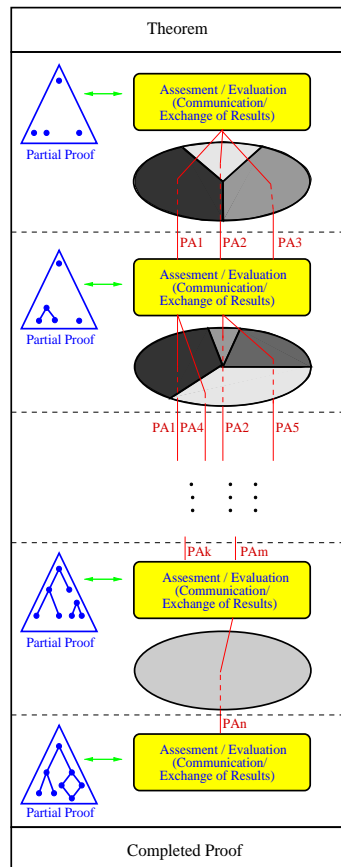 Theorem
Assesment / Evaluation
(Communication/
Exchange of Results)
Partial Proof
PA1
PA2
PA3
Assesment / Evaluation
(Communication/
Exchange of Results)
Partial Proof
PA1
PA4
PA2
PA5
PAk
PAm
Assesment / Evaluation
(Communication/
Exchange of Results)
Partial Proof
PAn
Assesment / Evaluation
(Communication/
Exchange of Results)
Partial Proof
Completed Proof